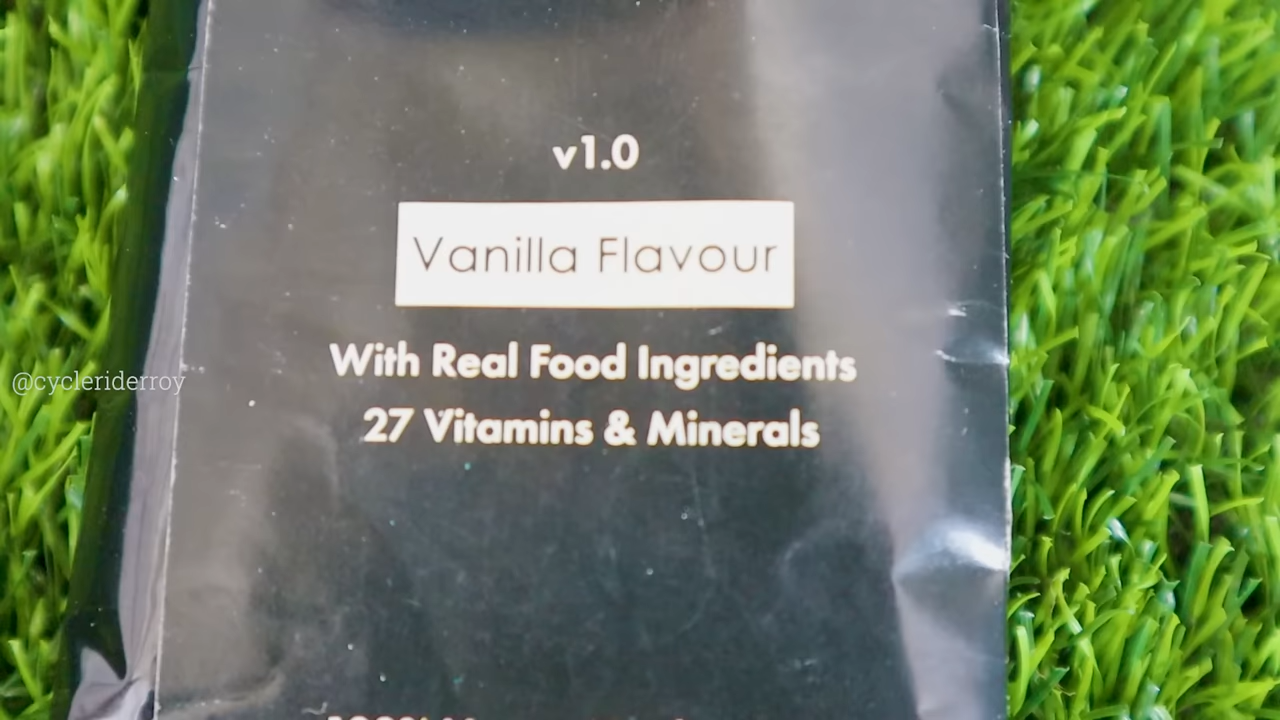 v1.0
Vanilla Flavour
With Real Food Ingredients
27 Vitamins & Minerals
@cycleriderroy